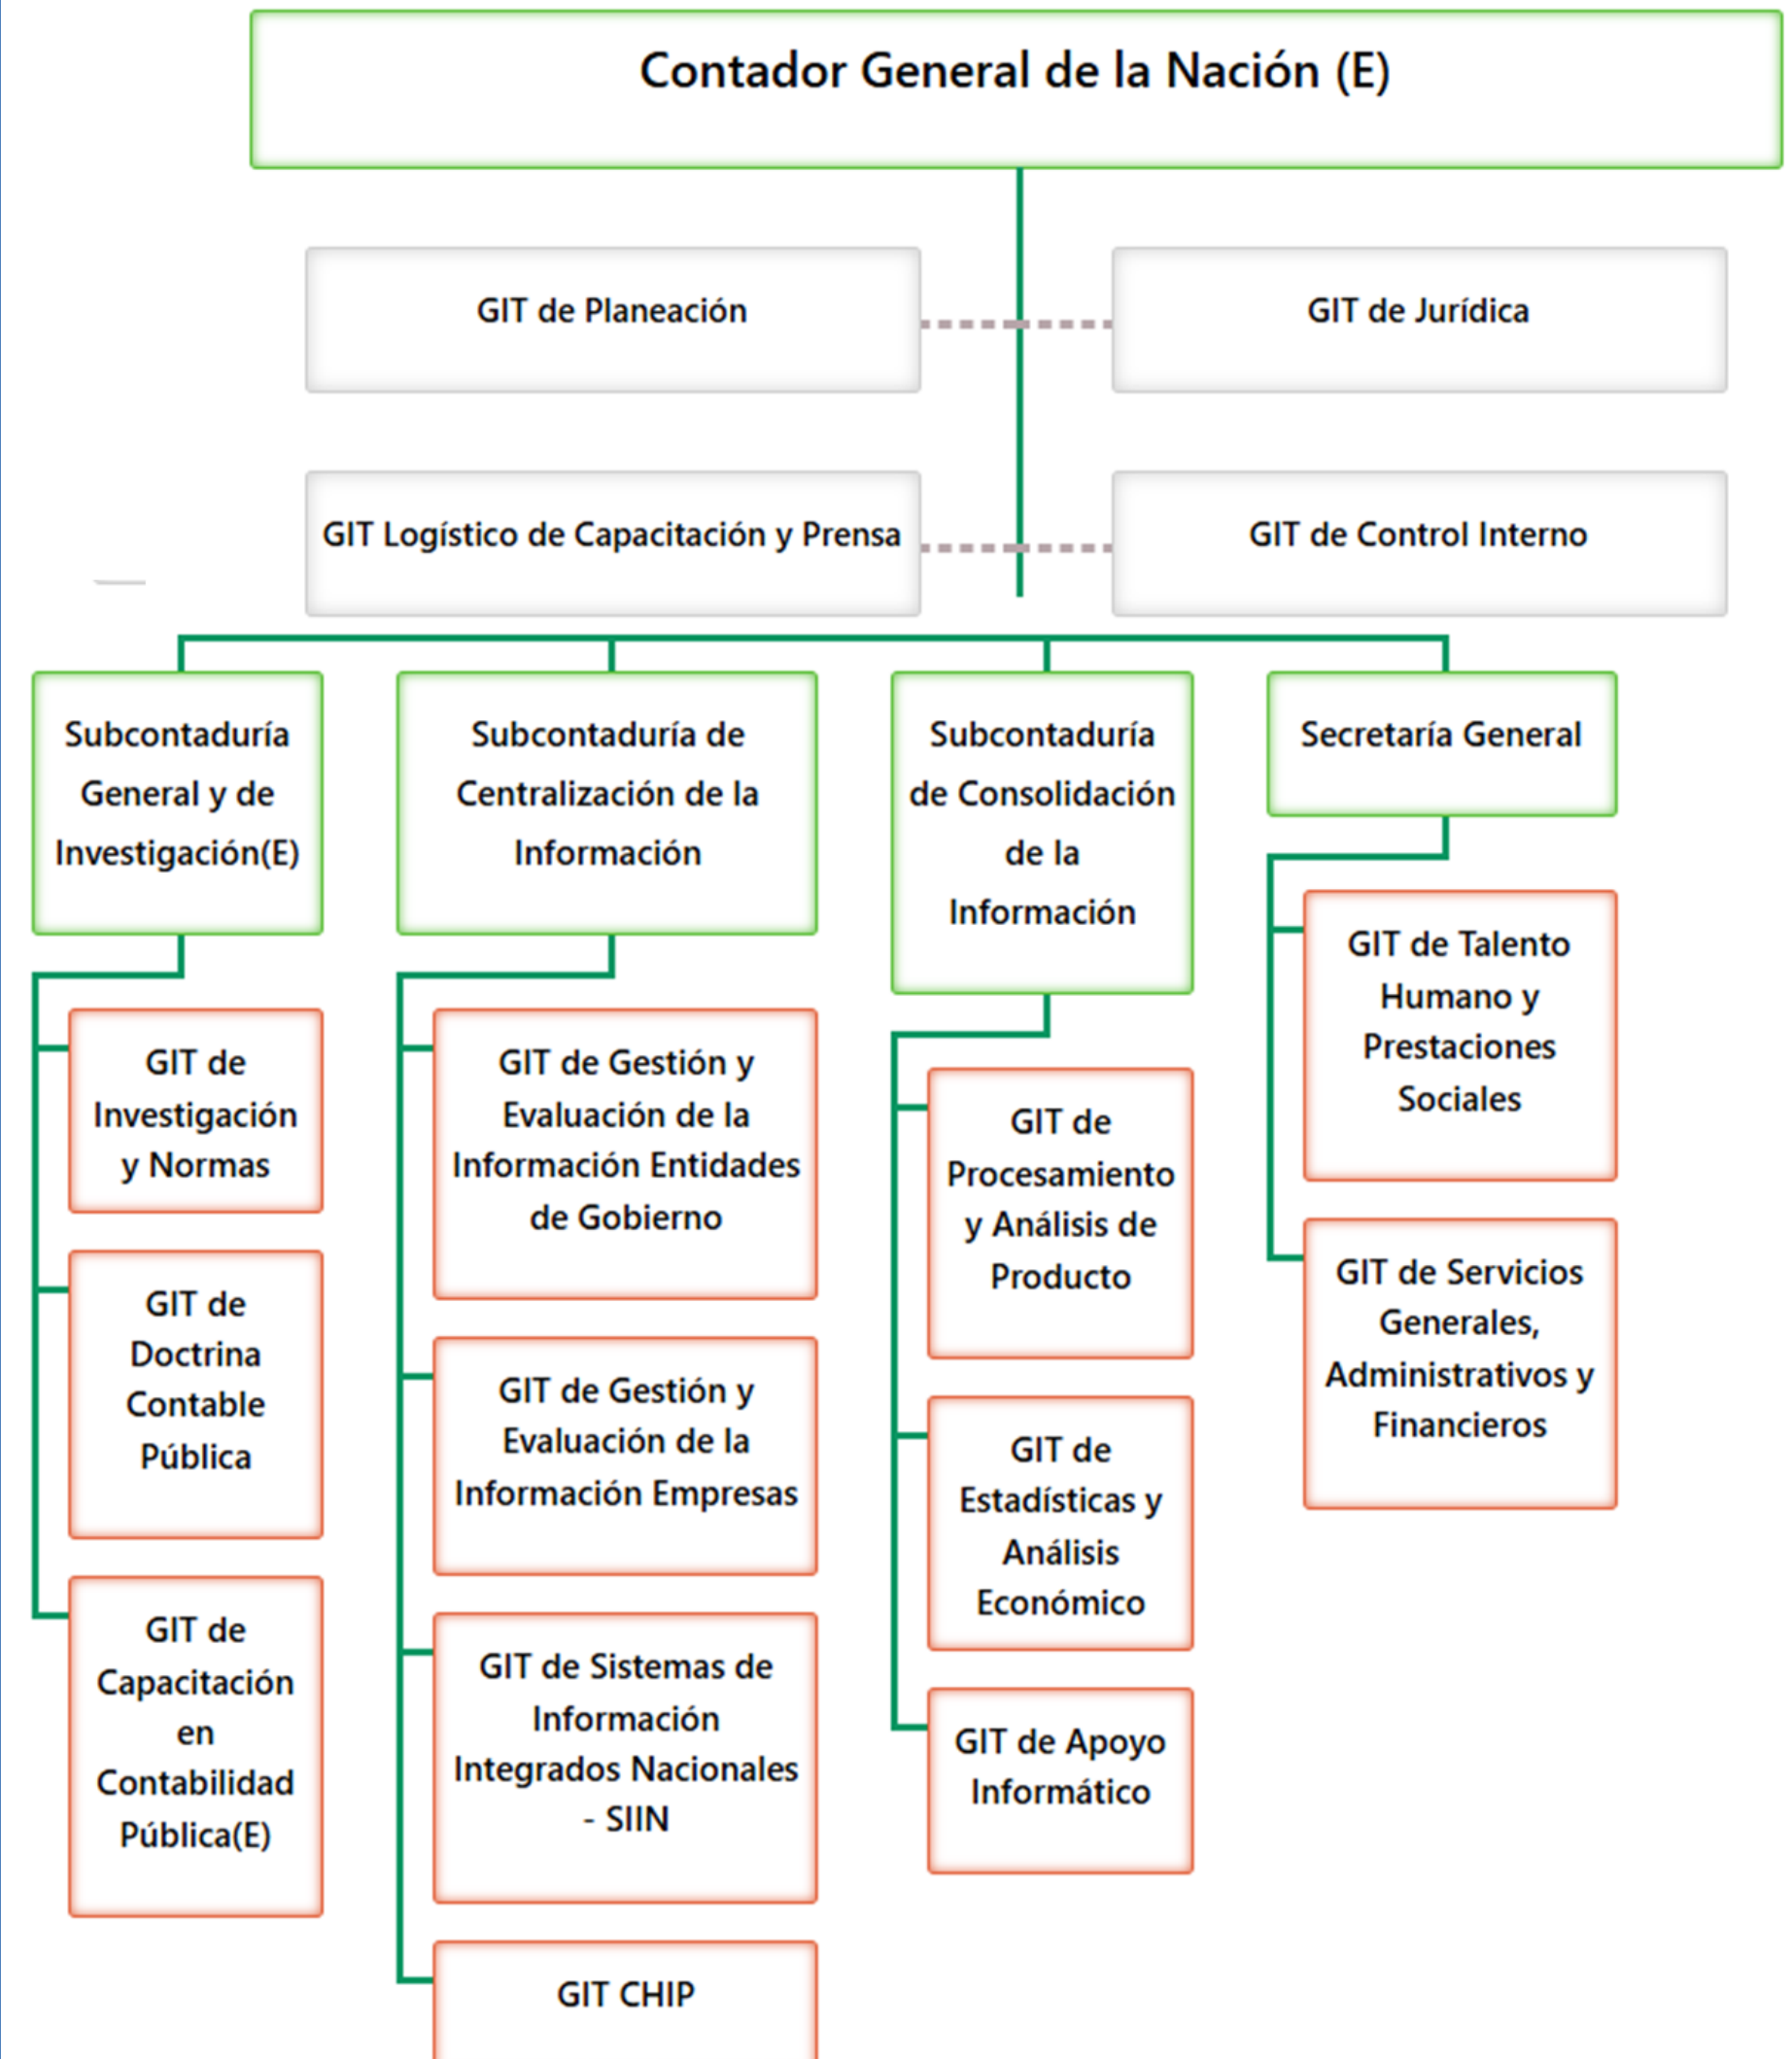 Contador General de la Nación (E)
GIT de Planeación
GIT de Jurídica
GIT Logístico de Capacitación y Prensa
GIT de Control Interno
Subcontaduría
General y de
Investigación(E)
GIT de
Investigación
y Normas
GIT de
Doctrina
Contable
Pública
GIT de
Capacitación
en
Contabilidad
Pública(E)
Subcontaduría de
Centralización de la
Información
GIT de Gestión y
Evaluación de la
Información Entidades
de Gobierno
GIT de Gestión y
Evaluación de la
Información Empresas
GIT de Sistemas de
Información
Integrados Nacionales
- SIIN
GIT CHIP
Subcontaduría
de Consolidación
de la
Información
GIT de
Procesamiento
y Análisis de
Producto
GIT de
Estadísticas y
Análisis
Económico
GIT de Apoyo
Informático
Secretaría General
GIT de Talento
Humano y
Prestaciones
Sociales
GIT de Servicios
Generales,
Administrativos y
Financieros